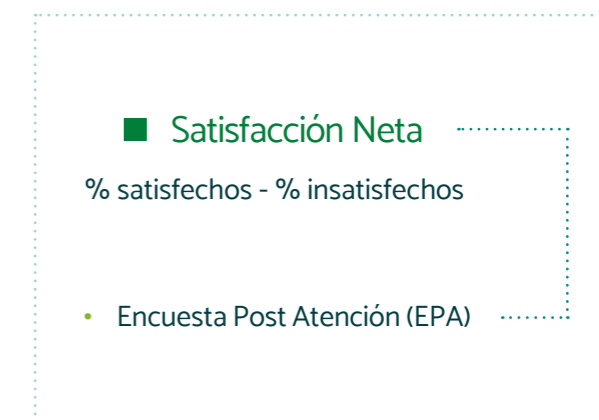 Satisfacción Neta
% satisfechos - % insatisfechos
• Encuesta Post Atención (EPA)